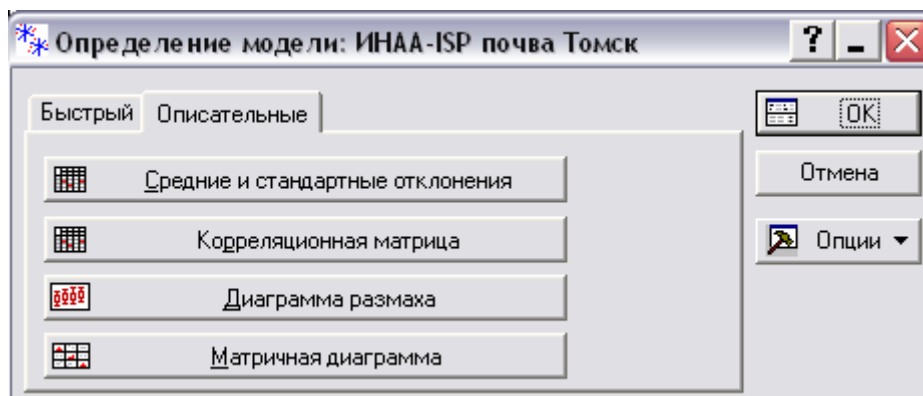 Определение модели: ИНАА-ISP почва Томск
Быстрый Описательные
Средние и стандартные отклонения
Корреляционная матрица
Диаграмма размаха
Матричная диаграмма
OK
Отмена
Опции